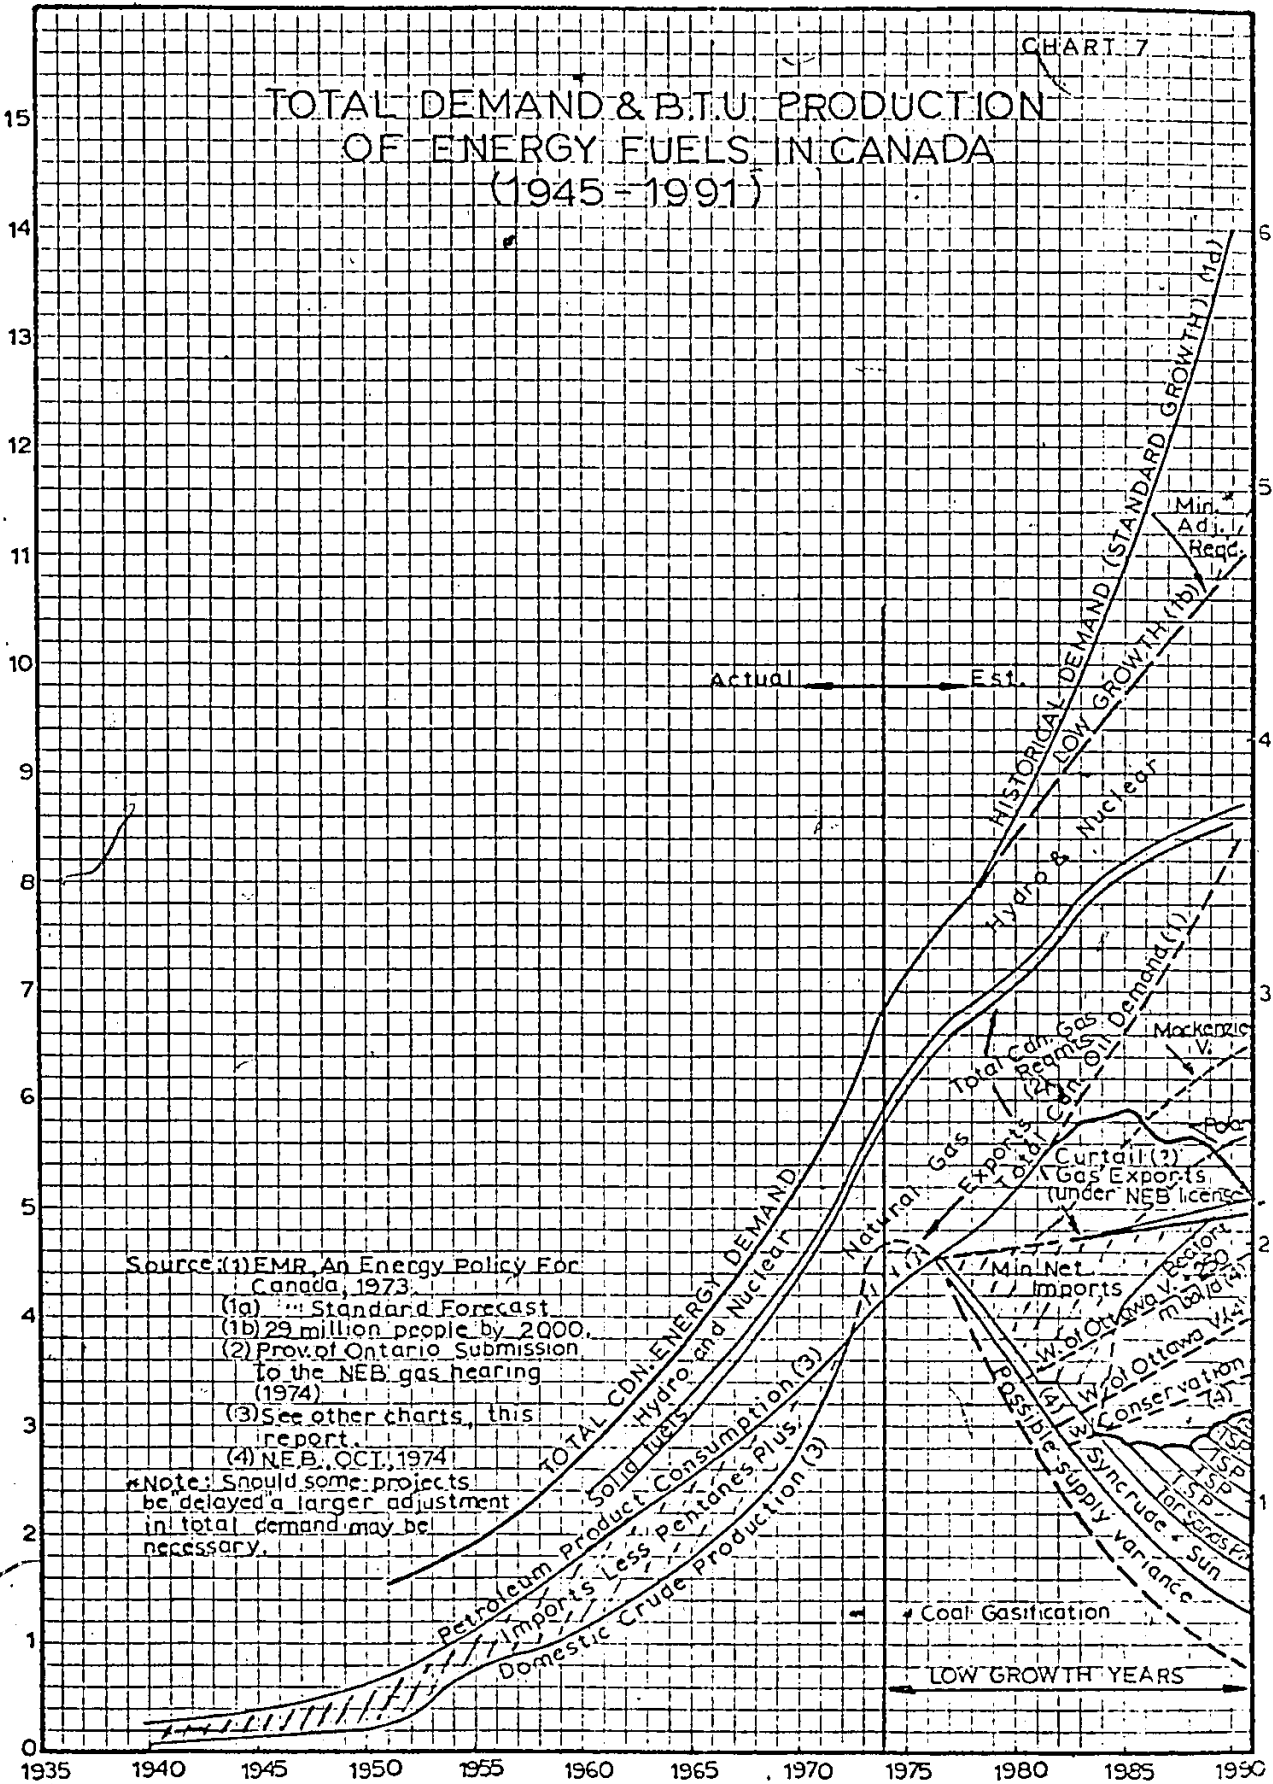 CHART 7
TOTAL DEMAND & B.T.U. PRODUCTION
OF ENERGY FUELS IN CANADA
(1945-1991)
15
14
13
12
11
10
9
8
7
6
5
4
3
2
1
0
6
5
4
3
2
1
1935 1940 1945 1950 1955 1960 1965 1970 1975 1980 1985 1990
HISTORICAL DEMAND (STANDARD GROWTH) (1a)
Min.*
Adj.
Reqd.
LOW GROWTH (1b)
Actual
Est.
Hydro & Nuclear
Total Can. Gas
Reqmts
(2)
Total Can. Oil Demand (1)
Mackenzie
V.
Natural Gas
Exports
Curtail (?)
Gas Exports
(under NEB license
Min. Net
Imports
TOTAL CDN. ENERGY DEMAND
Hydro and Nuclear
Solid fuels
Petroleum Product Consumption (3)
Imports Less Pentanes Plus
Domestic Crude Production (3)
W. of Ottawa V. Beafort
W. of Ottawa V. (4)
Conservation
(4)
(4)
W
Syncrude & Sun
Tar Sands
I.S.P
I.S.P
I.S.P
Possible supply variance
Coal Gasification
LOW GROWTH YEARS
Source: (1) EMR, An Energy Policy For
Canada, 1973.
(1a) " Standard Forecast
(1b) 29 million people by 2000.
(2) Prov. of Ontario Submission
to the NEB gas hearing
(1974)
(3) See other charts, this
report.
(4) N.E.B., OCT., 1974
*Note: Should some projects
be delayed a larger adjustment
in total demand may be
necessary.